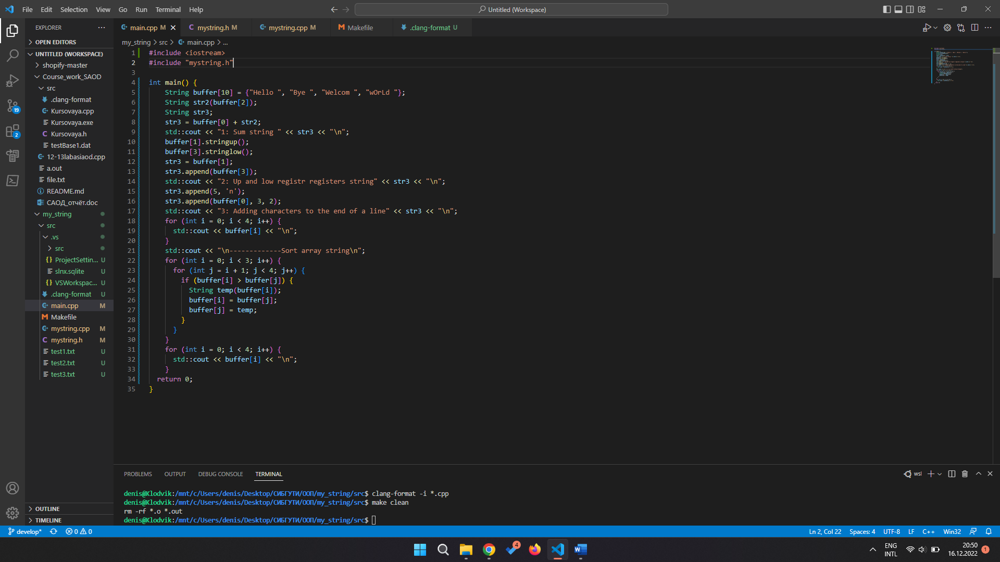 File Edit Selection View Go Run Terminal Help
Untitled (Workspace)
EXPLORER
main.cpp M
mystring.h M
mystring.cpp M
Makefile
.clang-format U
OPEN EDITORS
UNTITLED (WORKSPACE)
shopify-master
Course_work_SAOD
src
.clang-format
Kursovaya.cpp
Kursovaya.exe
Kursovaya.h
testBase1.dat
12-13labasiaod.cpp
a.out
file.txt
README.md
САОД_отчёт.doc
my_string
src
.vs
src
ProjectSettin... U
slnx.sqlite U
VSWorkspac... U
.clang-format U
main.cpp M
Makefile
mystring.cpp M
mystring.h M
test1.txt U
test2.txt U
test3.txt U
OUTLINE
TIMELINE
19
2
my_string > src > main.cpp > ...
1 #include <iostream>
2 #include "mystring.h"
3
4 int main() {
5 String buffer[10] = {"Hello ", "Bye ", "Welcom ", "wOrLd "};
6 String str2(buffer[2]);
7 String str3;
8 str3 = buffer[0] + str2;
9 std::cout << "1: Sum string " << str3 << "\n";
10 buffer[1].stringup();
11 buffer[3].stringlow();
12 str3 = buffer[1];
13 str3.append(buffer[3]);
14 std::cout << "2: Up and low registr registers string" << str3 << "\n";
15 str3.append(5, 'n');
16 str3.append(buffer[0], 3, 2);
17 std::cout << "3: Adding characters to the end of a line" << str3 << "\n";
18 for (int i = 0; i < 4; i++) {
19 std::cout << buffer[i] << "\n";
20 }
21 std::cout << "\n-------------Sort array string\n";
22 for (int i = 0; i < 3; i++) {
23 for (int j = i + 1; j < 4; j++) {
24 if (buffer[i] > buffer[j]) {
25 String temp(buffer[i]);
26 buffer[i] = buffer[j];
27 buffer[j] = temp;
28 }
29 }
30 }
31 for (int i = 0; i < 4; i++) {
32 std::cout << buffer[i] << "\n";
33 }
34 return 0;
35 }
PROBLEMS OUTPUT DEBUG CONSOLE TERMINAL
wsl
denis@Klodvik:/mnt/c/Users/denis/Desktop/СИБГУТИ/ООП/my_string/src$ clang-format -i *.cpp
denis@Klodvik:/mnt/c/Users/denis/Desktop/СИБГУТИ/ООП/my_string/src$ make clean
rm -rf *.o *.out
denis@Klodvik:/mnt/c/Users/denis/Desktop/СИБГУТИ/ООП/my_string/src$
develop* 0 0
Ln 2, Col 22 Spaces: 4 UTF-8 LF C++ Win32
4
ENG
INTL
20:50
16.12.2022
1